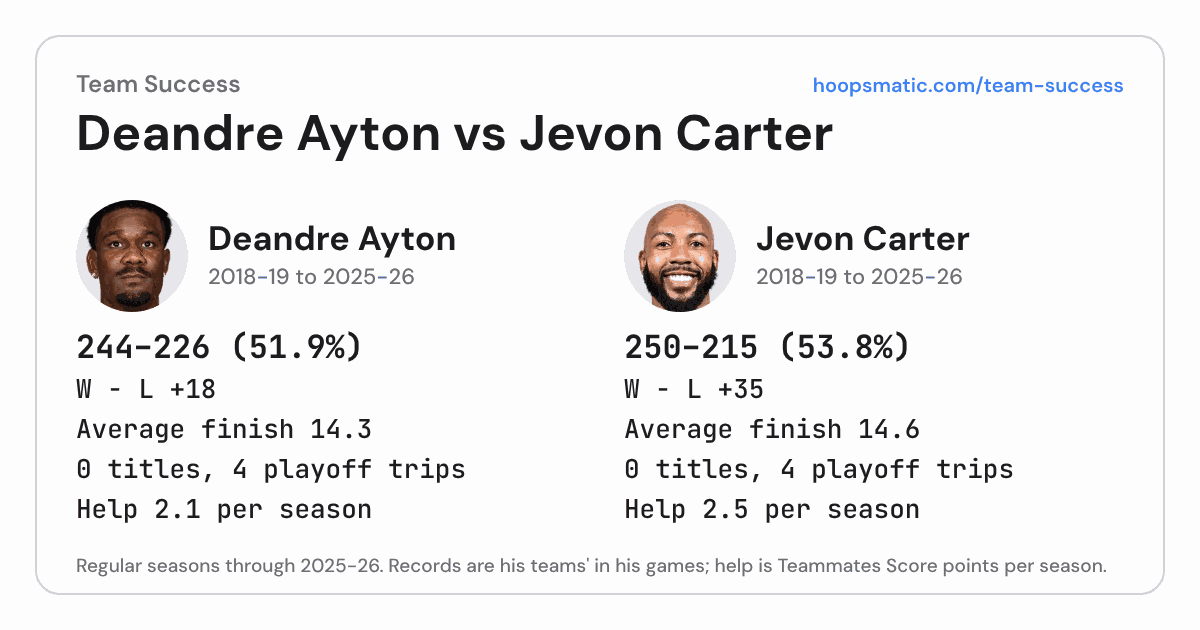 Team Success
hoopsmatic.com/team-success
Deandre Ayton vs Jevon Carter
Deandre Ayton
2018-19 to 2025-26
244-226 (51.9%)
W - L +18
Average finish 14.3
0 titles, 4 playoff trips
Help 2.1 per season
Jevon Carter
2018-19 to 2025-26
250-215 (53.8%)
W - L +35
Average finish 14.6
0 titles, 4 playoff trips
Help 2.5 per season
Regular seasons through 2025-26. Records are his teams' in his games; help is Teammates Score points per season.